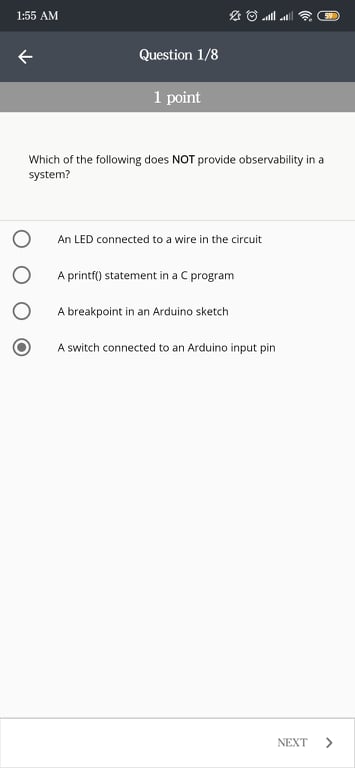 1:55 AM
59
Question 1/8
1 point
Which of the following does NOT provide observability in a
system?
An LED connected to a wire in the circuit
A printf() statement in a C program
A breakpoint in an Arduino sketch
A switch connected to an Arduino input pin
NEXT